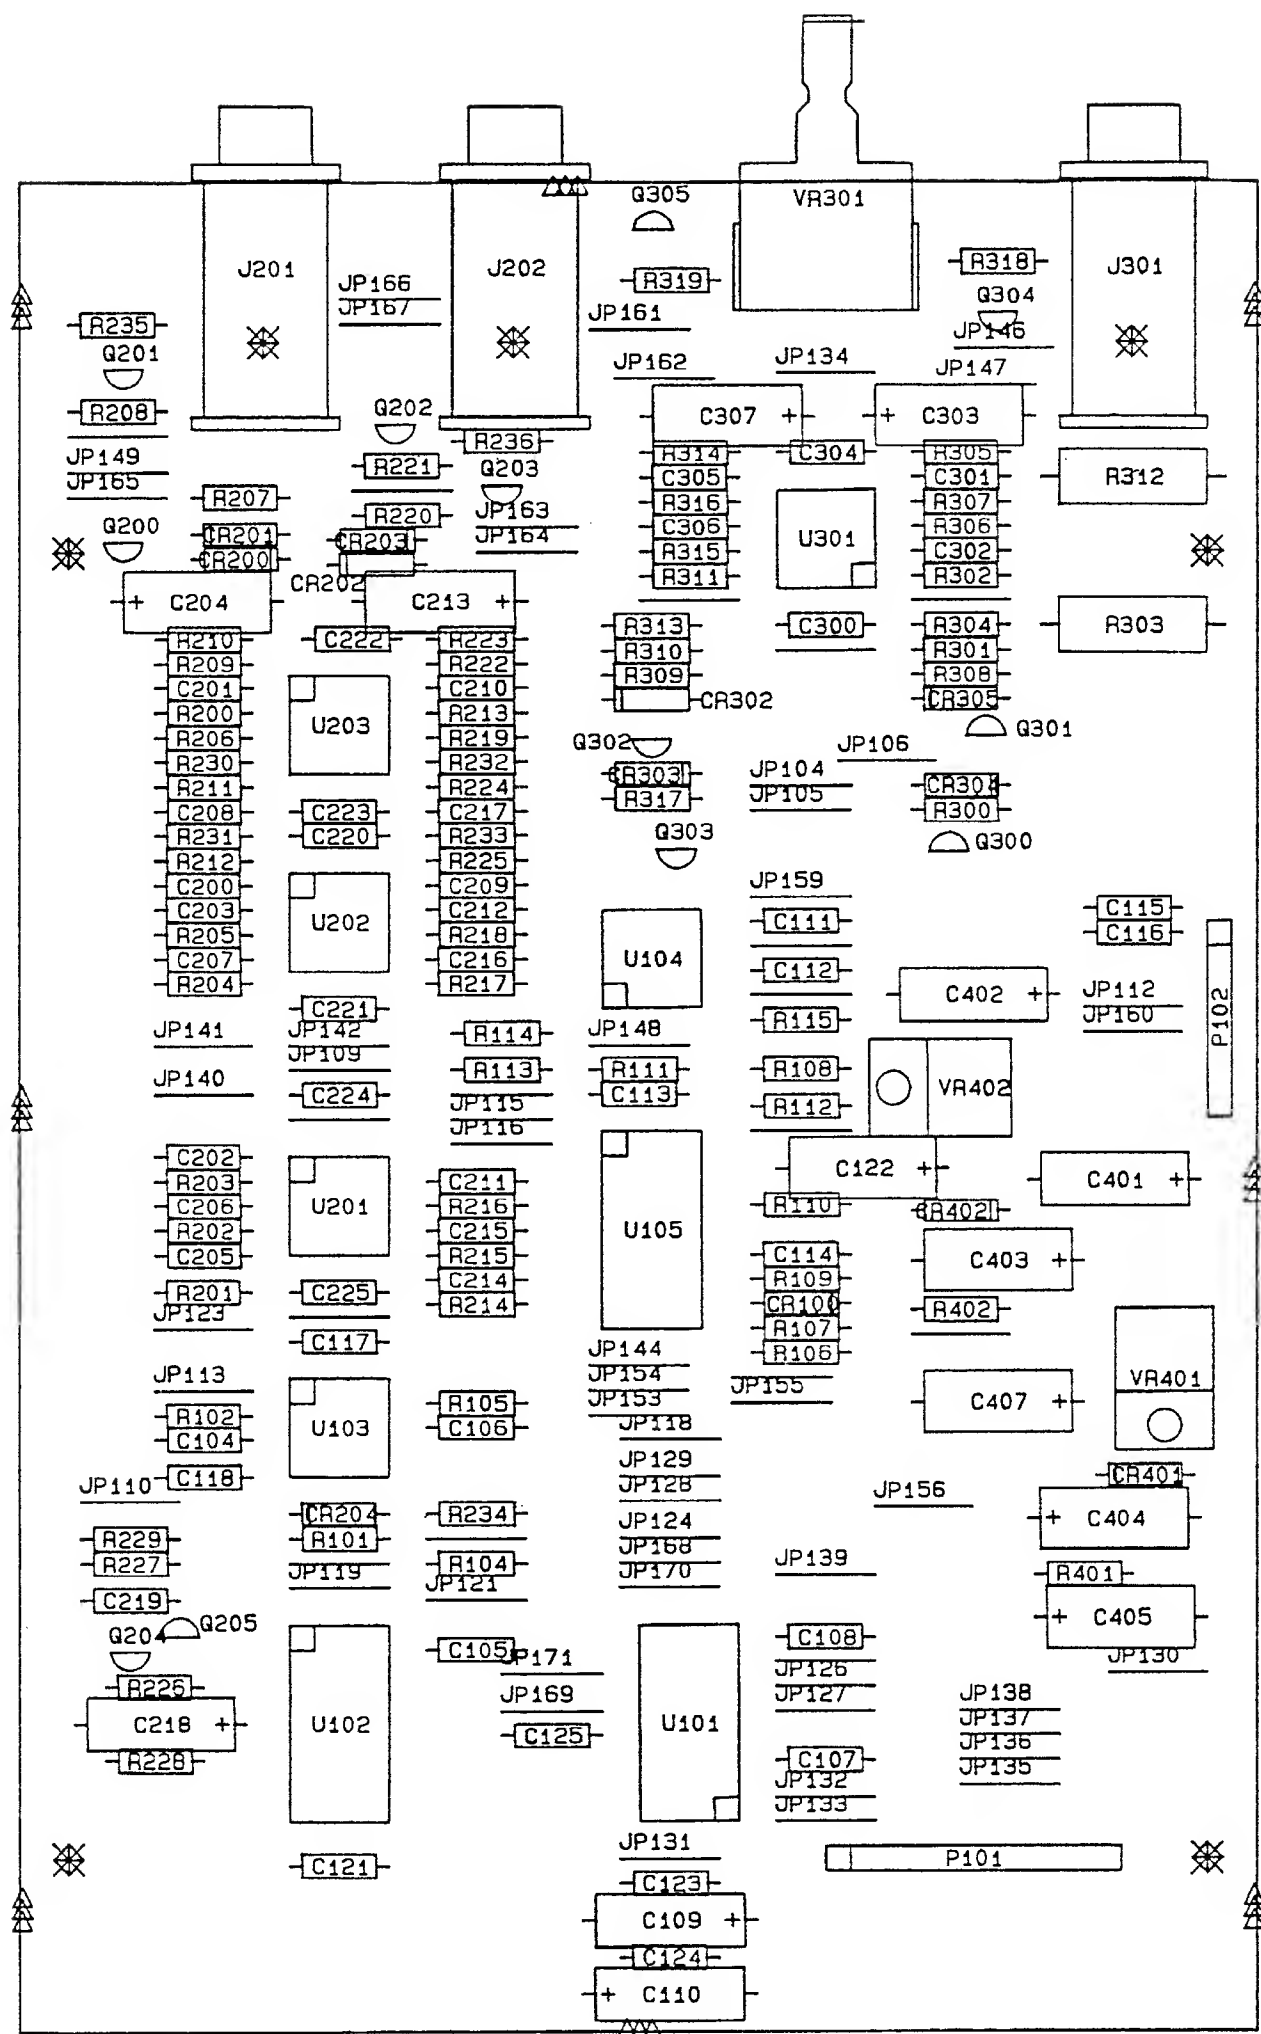 Q305 VR301
J201 J202 R318 J301
JP166 R319 Q304
JP167 JP161
R235 JP146
Q201 JP162 JP134 JP147
R208 Q202 C307 + + C303
R236
JP149 R221 Q203 R314 C304 R305
JP165 C305 C301 R312
R207 R220 JP163 R316 R307
Q200 CR201 CR203 JP164 C306 U301 R306
CR200 R315 C302
CR202 R311 R302
+ C204 C213 +
R210 C222 R223 R313 C300 R304 R303
R209 R222 R310 R301
C201 C210 R309 R308
R200 U203 R213 CR302 CR305
R206 R219 Q302 JP106 Q301
R230 R232 CR303 JP104
R211 R224 R317 JP105 CR304
C208 C223 C217 R300
R231 C220 R233 Q303 Q300
R212 R225
C200 C209 JP159
C203 U202 C212 C111 C115
R205 R218 C116
C207 C216 U104 C112
R204 R217 C402 + JP112
C221 R115 JP160 P102
JP141 JP142 R114 JP148
JP109 R113 R111 R108
JP140 C224 JP115 C113 R112 VR402
JP116
C202 C122 +
R203 C211 C401 +
C206 U201 R216 R110 R402
R202 C215 U105
C205 R215 C114 C403 +
C214 R109
R201 C225 R214 CR100 R402
JP123 R107
C117 JP144 R106
JP113 JP154 JP155 VR401
R102 R105 JP153 C407 +
C104 U103 C106 JP118
C118 JP129 CR401
JP110 JP128 JP156
CR204 R234 JP124 + C404
R229 R101 JP168
R227 JP119 R104 JP170 JP139 R401
C219 JP121
Q205 + C405
Q204 C105 C108
JP171 JP126 JP130
R226 JP169 JP127 JP138
C218 + U102 U101 JP137
C125 JP136
R228 C107 JP135
JP132
JP133
JP131
C121 C123 P101
C109 +
C124
+ C110